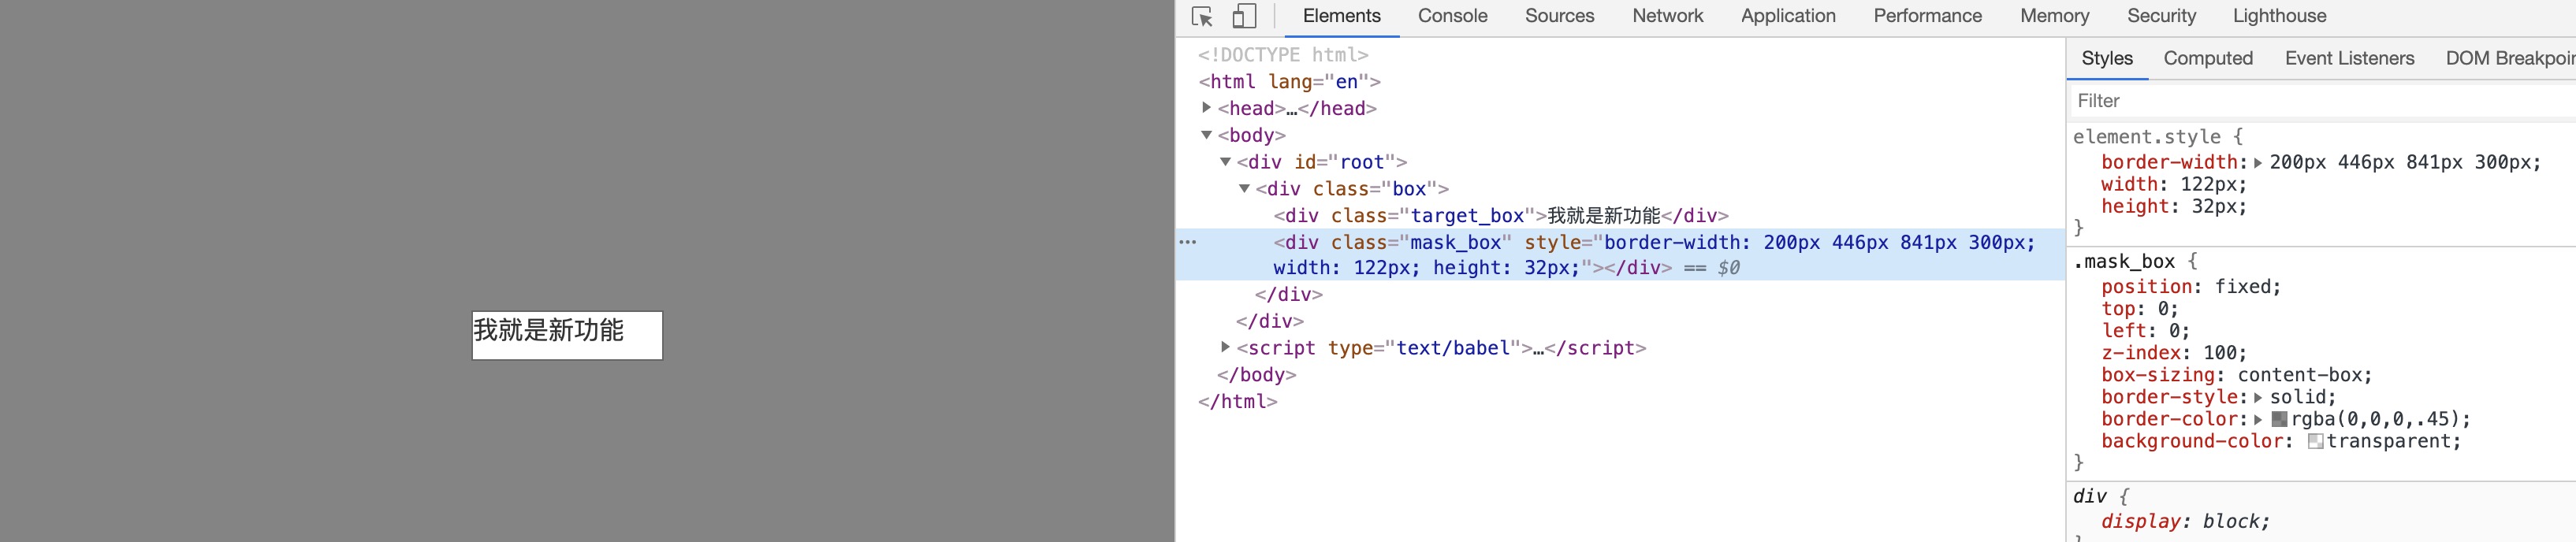 我就是新功能
Elements Console Sources Network Application Performance Memory Security Lighthouse
<!DOCTYPE html>
<html lang="en">
<head>…</head>
<body>
<div id="root">
<div class="box">
<div class="target_box">我就是新功能</div>
<div class="mask_box" style="border-width: 200px 446px 841px 300px;
width: 122px; height: 32px;"></div> == $0
</div>
</div>
<script type="text/babel">…</script>
</body>
</html>
Styles Computed Event Listeners DOM Breakpoin
Filter
element.style {
border-width: 200px 446px 841px 300px;
width: 122px;
height: 32px;
}
.mask_box {
position: fixed;
top: 0;
left: 0;
z-index: 100;
box-sizing: content-box;
border-style: solid;
border-color: rgba(0,0,0,.45);
background-color: transparent;
}
div {
display: block;